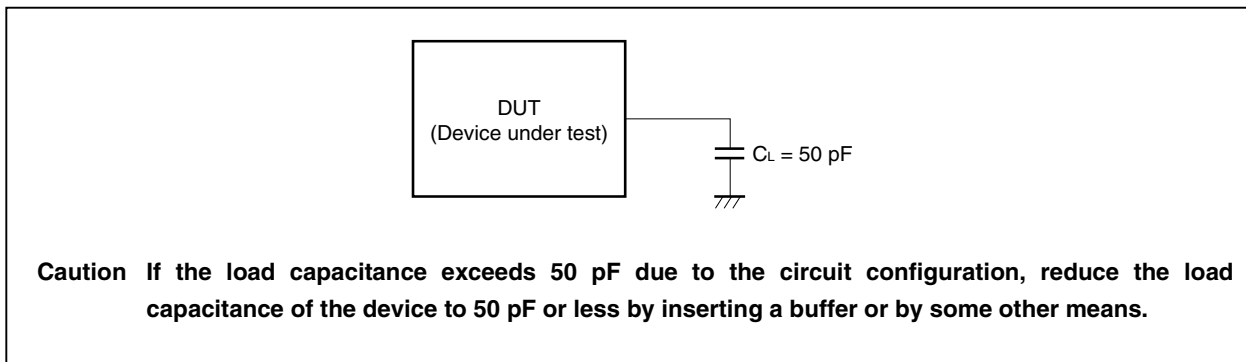 DUT
(Device under test)
CL = 50 pF
Caution If the load capacitance exceeds 50 pF due to the circuit configuration, reduce the load
capacitance of the device to 50 pF or less by inserting a buffer or by some other means.